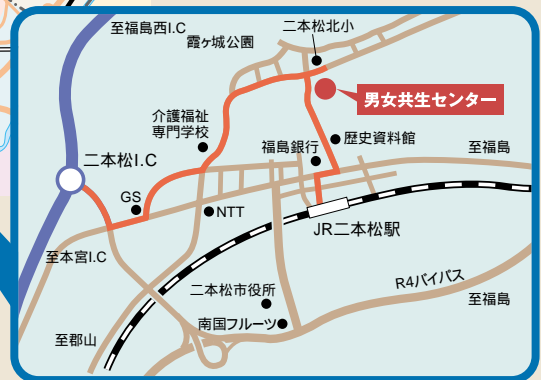 至福島西I.C
霞ヶ城公園
二本松北小
男女共生センター
介護福祉
専門学校
福島銀行
歴史資料館
至福島
二本松I.C
GS
NTT
JR二本松駅
至本宮I.C
R4バイパス
二本松市役所
至福島
南国フルーツ
至郡山